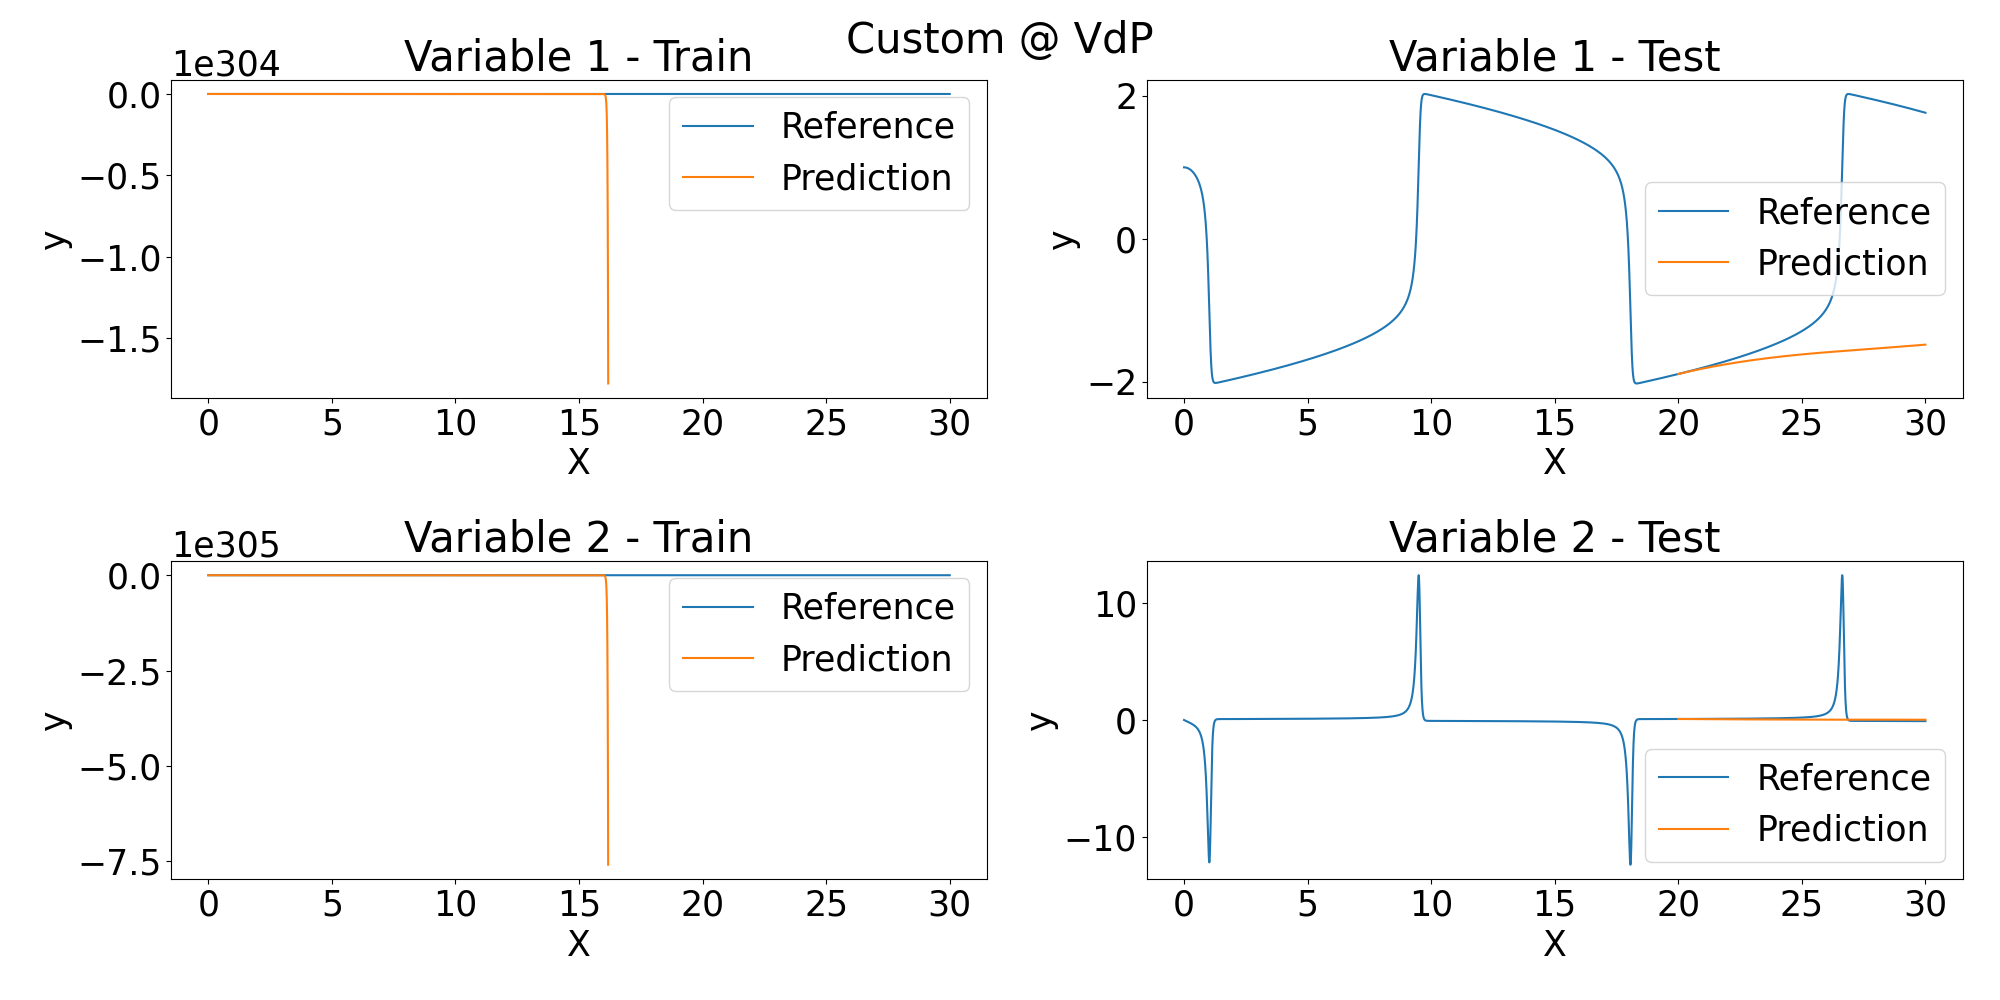 Custom @ VdP
Variable 1 - Train
1e304
0.0
−0.5
−1.0
−1.5
y
Reference
Prediction
0 5 10 15 20 25 30
X
Variable 1 - Test
2
0
−2
y
Reference
Prediction
0 5 10 15 20 25 30
X
Variable 2 - Train
1e305
0.0
−2.5
−5.0
−7.5
y
Reference
Prediction
0 5 10 15 20 25 30
X
Variable 2 - Test
10
0
−10
y
Reference
Prediction
0 5 10 15 20 25 30
X